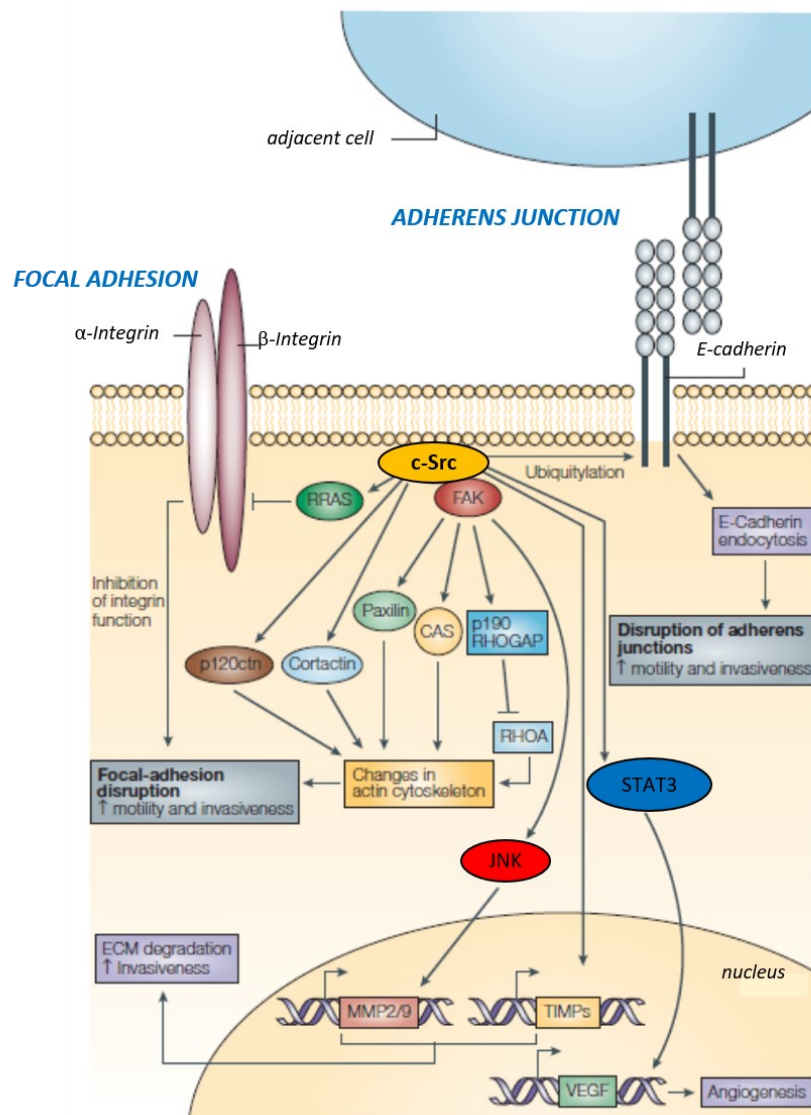 adjacent cell
ADHERENS JUNCTION
FOCAL ADHESION
α-Integrin
β-Integrin
E-cadherin
c-Src
Ubiquitylation
RRAS
FAK
E-Cadherin
endocytosis
Inhibition
of integrin
function
Paxilin
CAS
p190
RHOGAP
Disruption of adherens
junctions
↑ motility and invasiveness
p120ctn
Cortactin
RHOA
Focal-adhesion
disruption
↑ motility and invasiveness
Changes in
actin cytoskeleton
STAT3
JNK
ECM degradation
↑ Invasiveness
nucleus
MMP2/9
TIMPs
VEGF
Angiogenesis